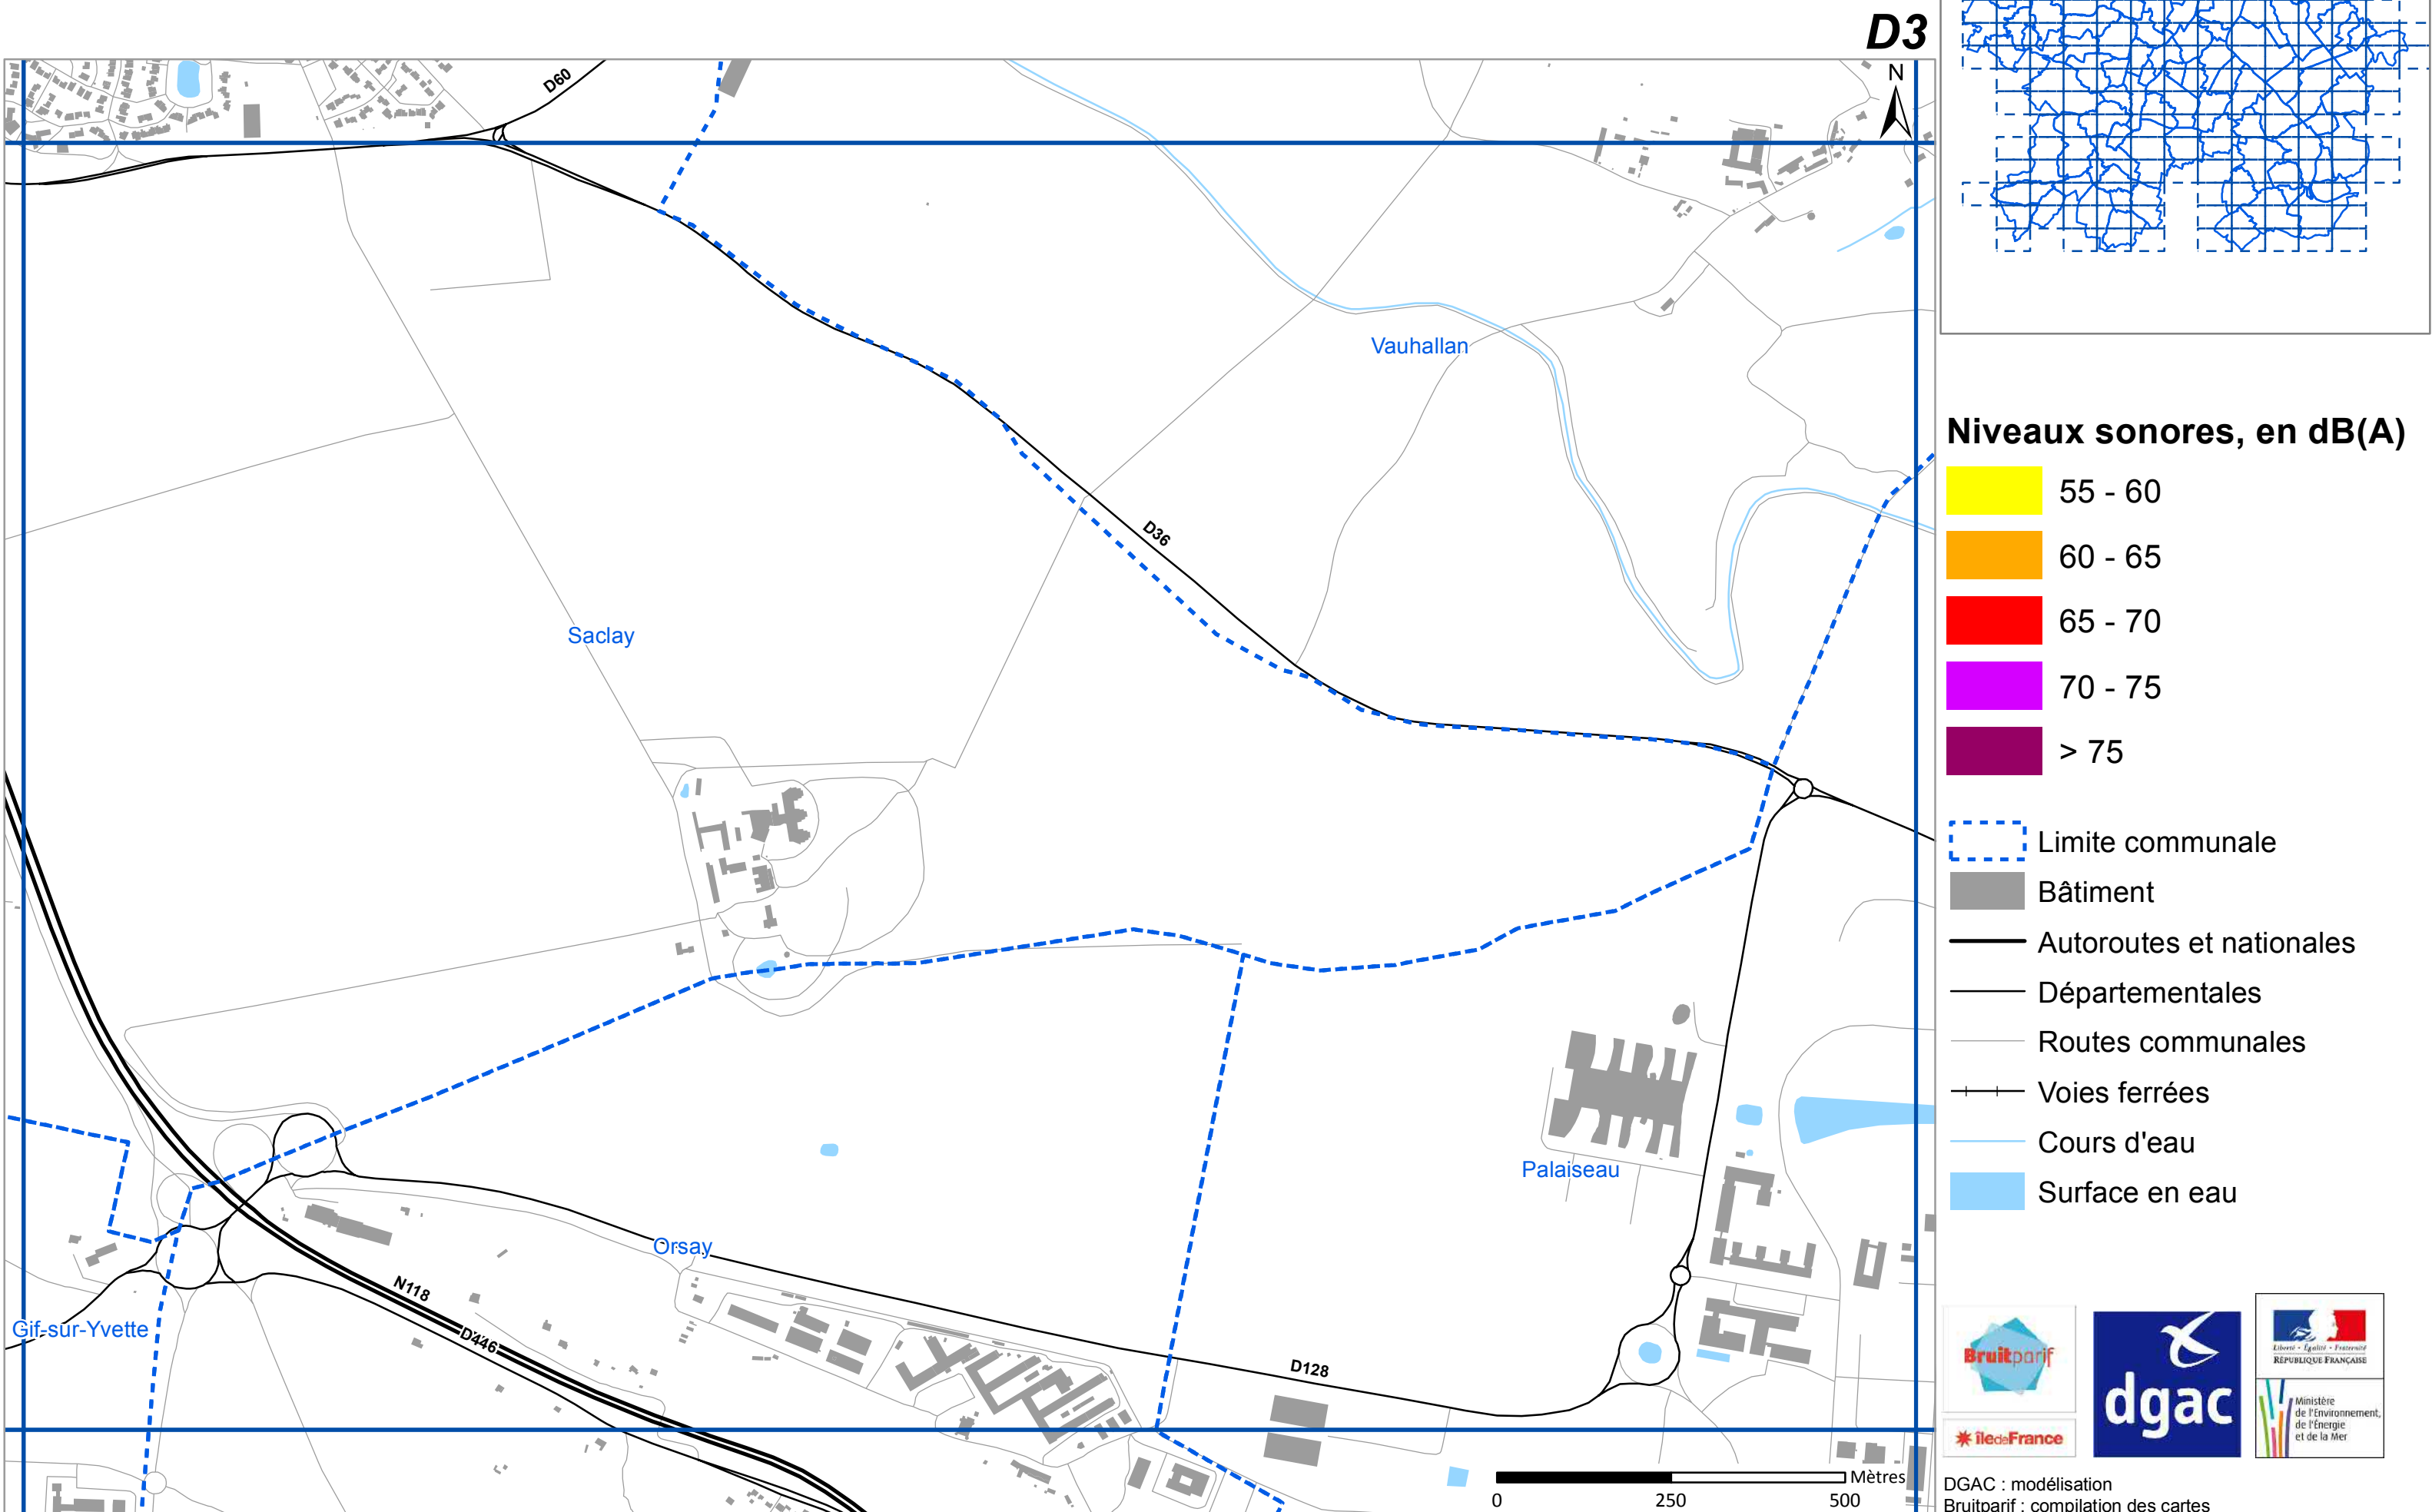 D3
N
D60
Vauhallan
D36
Saclay
Palaiseau
Orsay
N118
D446
Gif-sur-Yvette
D128
Mètres
0 250 500
Niveaux sonores, en dB(A)
55 - 60
60 - 65
65 - 70
70 - 75
> 75
Limite communale
Bâtiment
Autoroutes et nationales
Départementales
Routes communales
Voies ferrées
Cours d'eau
Surface en eau
Bruitparif
îledeFrance
dgac
Liberté • Égalité • Fraternité
RÉPUBLIQUE FRANÇAISE
Ministère
de l'Environnement,
de l'Énergie
et de la Mer
DGAC : modélisation
Bruitparif : compilation des cartes